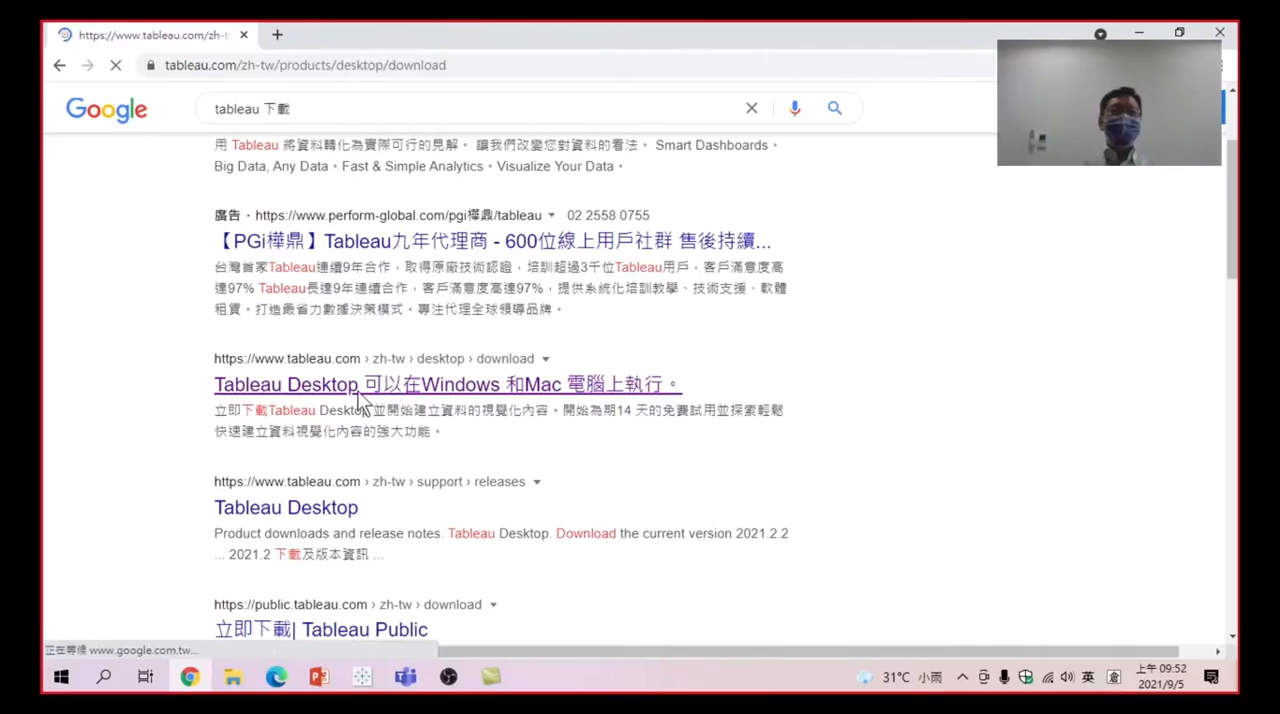 https://www.tableau.com/zh-t
tableau.com/zh-tw/products/desktop/download
Google
tableau 下載
用 Tableau 將資料轉化為實際可行的見解。 讓我們改變您對資料的看法。 Smart Dashboards。
Big Data, Any Data。Fast & Simple Analytics。Visualize Your Data。
廣告 · https://www.perform-global.com/pgi樺鼎/tableau 02 2558 0755
【PGi樺鼎】Tableau九年代理商 - 600位線上用戶社群 售後持續...
台灣首家Tableau連續9年合作，取得原廠技術認證，培訓超過3千位Tableau用戶，客戶滿意度高
達97% Tableau長達9年連續合作，客戶滿意度高達97%，提供系統化培訓教學、技術支援、軟體
租賃。打造最省力數據決策模式。專注代理全球領導品牌。
https://www.tableau.com › zh-tw › desktop › download
Tableau Desktop 可以在Windows 和Mac 電腦上執行。
立即下載Tableau Desktop並開始建立資料的視覺化內容。開始為期14 天的免費試用並探索輕鬆
快速建立資料視覺化內容的強大功能。
https://www.tableau.com › zh-tw › support › releases
Tableau Desktop
Product downloads and release notes. Tableau Desktop. Download the current version 2021.2.2
... 2021.2 下載及版本資訊 ...
https://public.tableau.com › zh-tw › download
立即下載| Tableau Public
正在尋候 www.google.com.tw...
31°C 小雨
英
倉
上午 09:52
2021/9/5